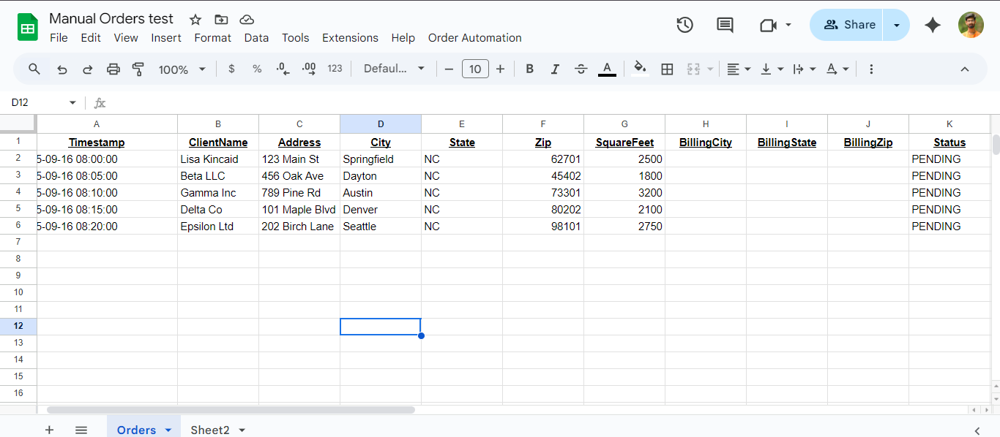 Manual Orders test
File Edit View Insert Format Data Tools Extensions Help Order Automation
Share
100% $ % .0 .00 123 Defaul... 10 B I A A
D12 fx
A B C D E F G H I J K
1 Timestamp ClientName Address City State Zip SquareFeet BillingCity BillingState BillingZip Status
2 5-09-16 08:00:00 Lisa Kincaid 123 Main St Springfield NC 62701 2500 PENDING
3 5-09-16 08:05:00 Beta LLC 456 Oak Ave Dayton NC 45402 1800 PENDING
4 5-09-16 08:10:00 Gamma Inc 789 Pine Rd Austin NC 73301 3200 PENDING
5 5-09-16 08:15:00 Delta Co 101 Maple Blvd Denver NC 80202 2100 PENDING
6 5-09-16 08:20:00 Epsilon Ltd 202 Birch Lane Seattle NC 98101 2750 PENDING
7
8
9
10
11
12
13
14
15
16
Orders Sheet2